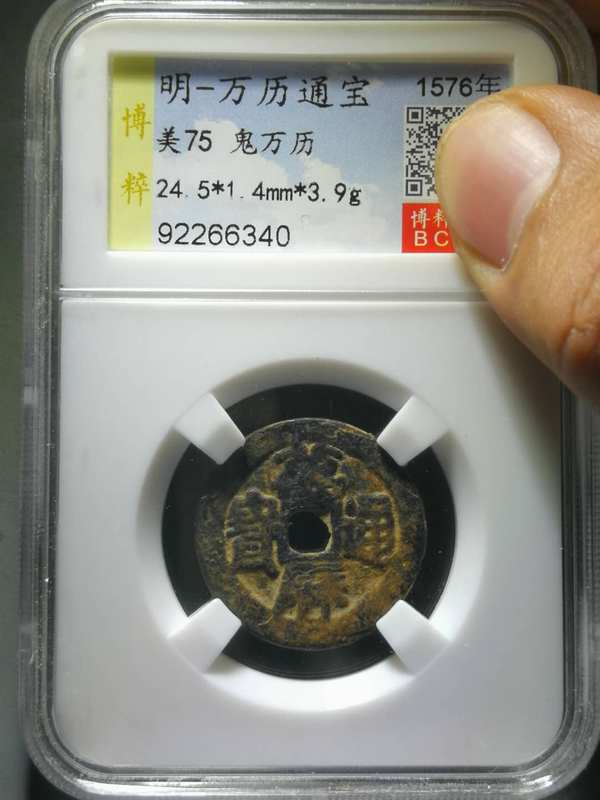 明-万历通宝
1576年
博粹
美75 鬼万历
24.5*1.4mm*3.9g
92266340
博粹
BC
萬曆通寶